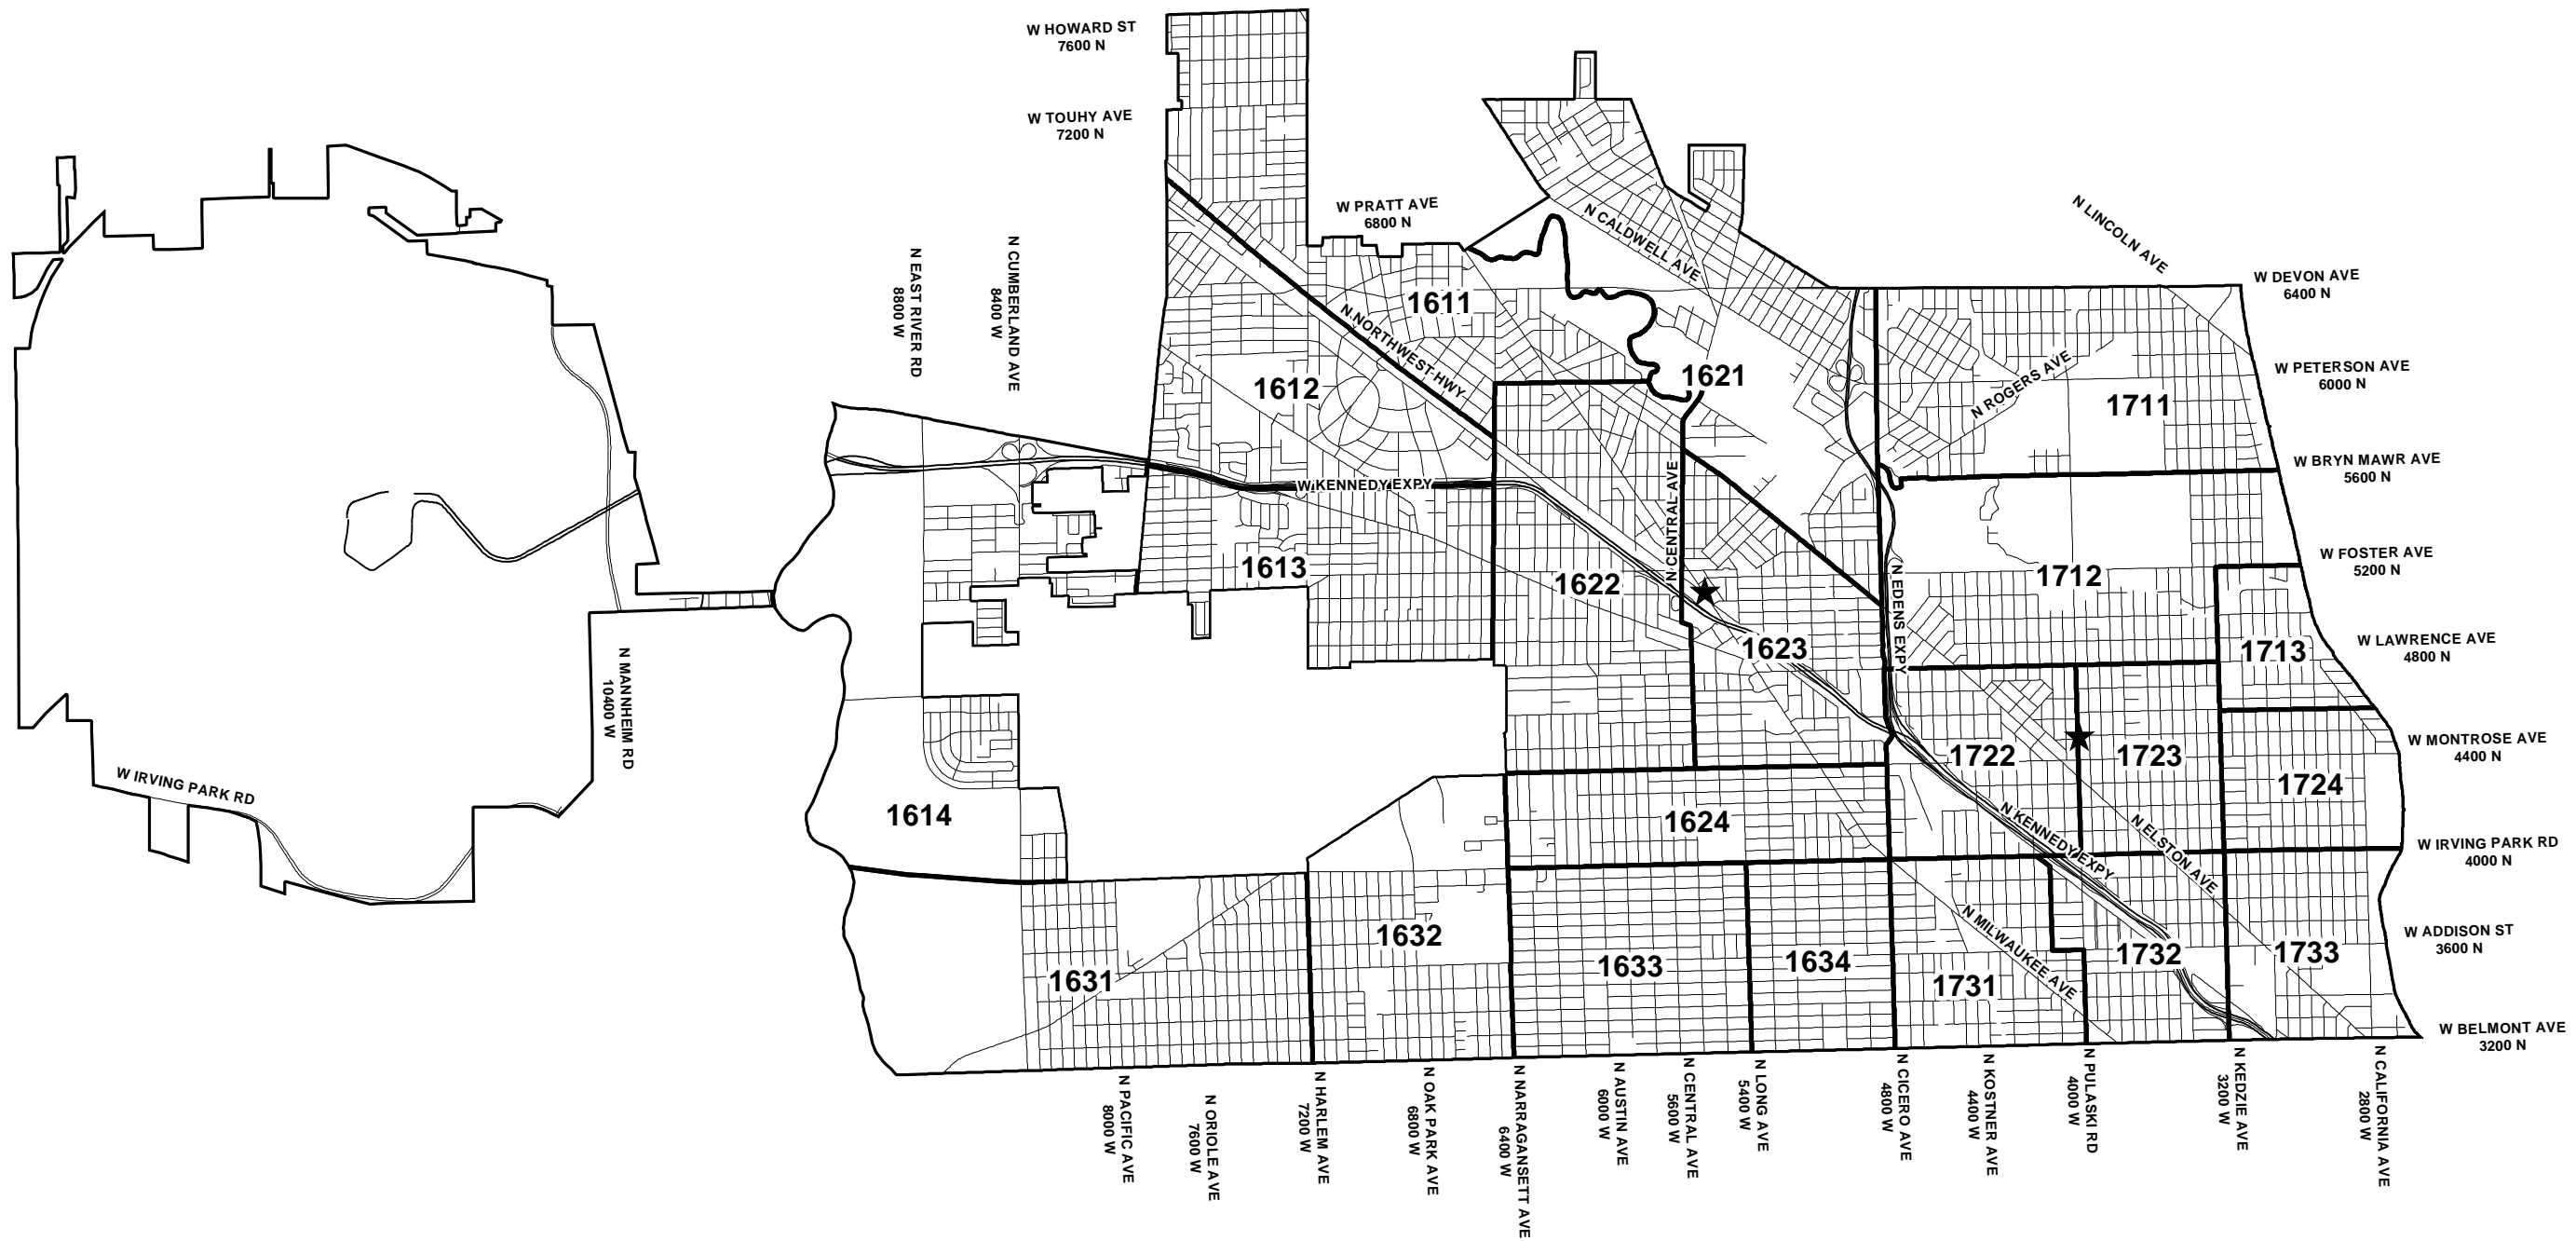 W HOWARD ST
7600 N
W TOUHY AVE
7200 N
W PRATT AVE
6800 N
N CALDWELL AVE
N LINCOLN AVE
W DEVON AVE
6400 N
N EAST RIVER RD
8800 W
N CUMBERLAND AVE
8400 W
1611
N NORTHWEST HWY
1612
1621
N ROGERS AVE
1711
W PETERSON AVE
6000 N
W BRYN MAWR AVE
5600 N
W KENNEDY EXPY
N CENTRAL AVE
1613
1622
1712
W FOSTER AVE
5200 N
N EDENS EXPY
1623
1713
W LAWRENCE AVE
4800 N
N MANNHEIM RD
10400 W
W IRVING PARK RD
1614
1624
1722
1723
1724
W MONTROSE AVE
4400 N
N KENNEDY EXPY
N ELSTON AVE
W IRVING PARK RD
4000 N
1631
1632
1633
1634
N MILWAUKEE AVE
1731
1732
1733
W ADDISON ST
3600 N
W BELMONT AVE
3200 N
N PACIFIC AVE
8000 W
N ORIOLE AVE
7600 W
N HARLEM AVE
7200 W
N OAK PARK AVE
6800 W
N NARRAGANSETT AVE
6400 W
N AUSTIN AVE
6000 W
N CENTRAL AVE
5600 W
N LONG AVE
5400 W
N CICERO AVE
4800 W
N KOSTNER AVE
4400 W
N PULASKI RD
4000 W
N KEDZIE AVE
3200 W
N CALIFORNIA AVE
2800 W